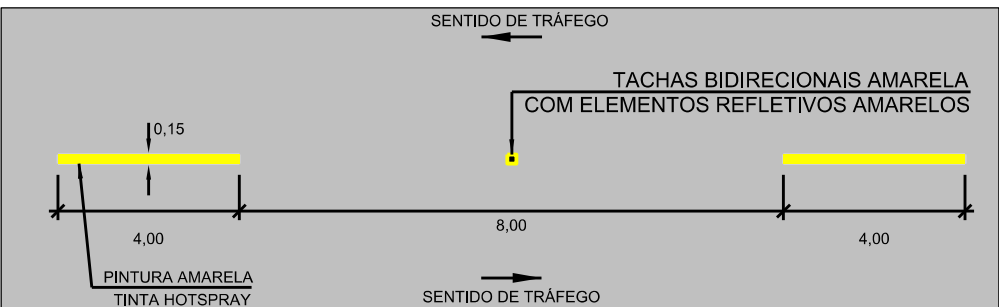 SENTIDO DE TRÁFEGO
TACHAS BIDIRECIONAIS AMARELA
COM ELEMENTOS REFLETIVOS AMARELOS
0,15
4,00
8,00
4,00
PINTURA AMARELA
TINTA HOTSPRAY
SENTIDO DE TRÁFEGO